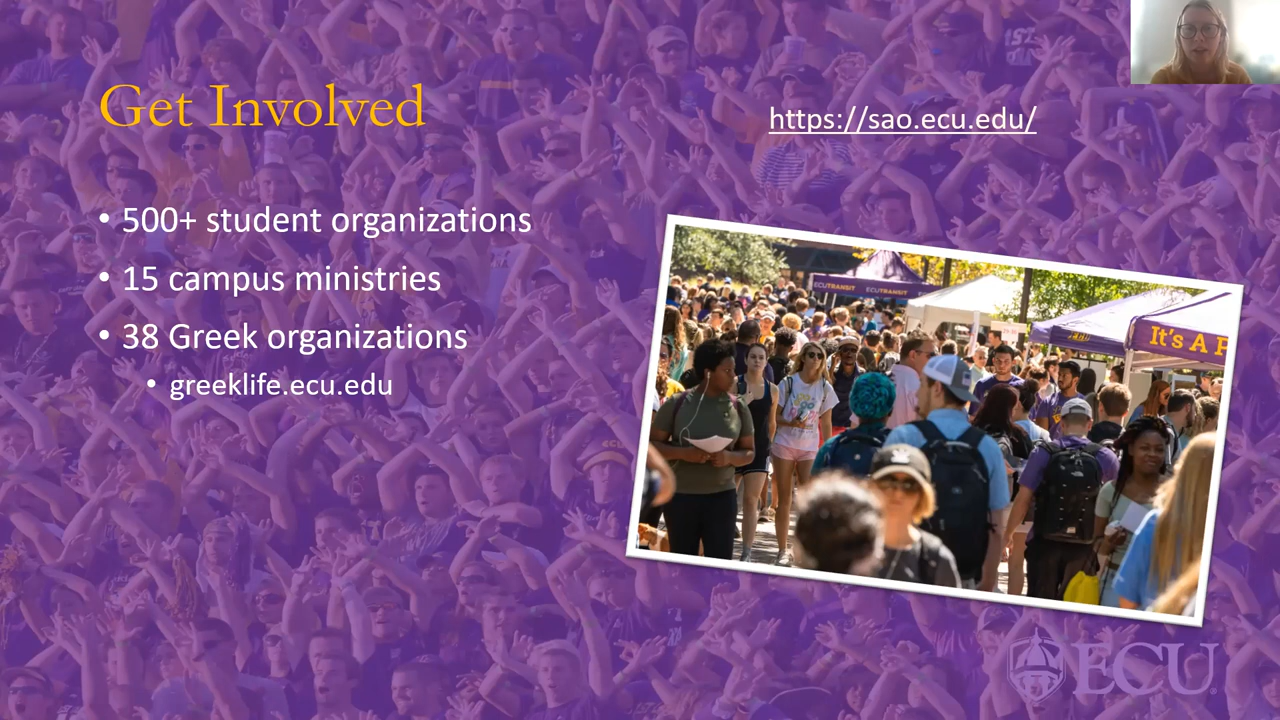 Get Involved
https://sao.ecu.edu/
• 500+ student organizations
• 15 campus ministries
• 38 Greek organizations
• greeklife.ecu.edu
ECUTRANSIT ECUTRANSIT
It's A P
ECU